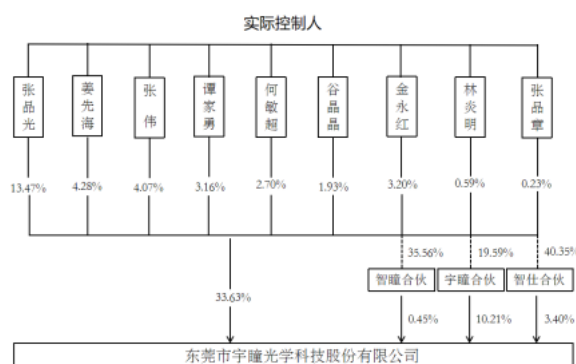 实际控制人
张品光
姜先海
张伟
谭家勇
何敏超
谷晶晶
金永红
林炎明
张品章
13.47%
4.28%
4.07%
3.16%
2.70%
1.93%
3.20%
0.59%
0.23%
35.56%
19.59%
40.35%
智瞳合伙
宇瞳合伙
智仕合伙
33.63%
0.45%
10.21%
3.40%
东莞市宇瞳光学科技股份有限公司